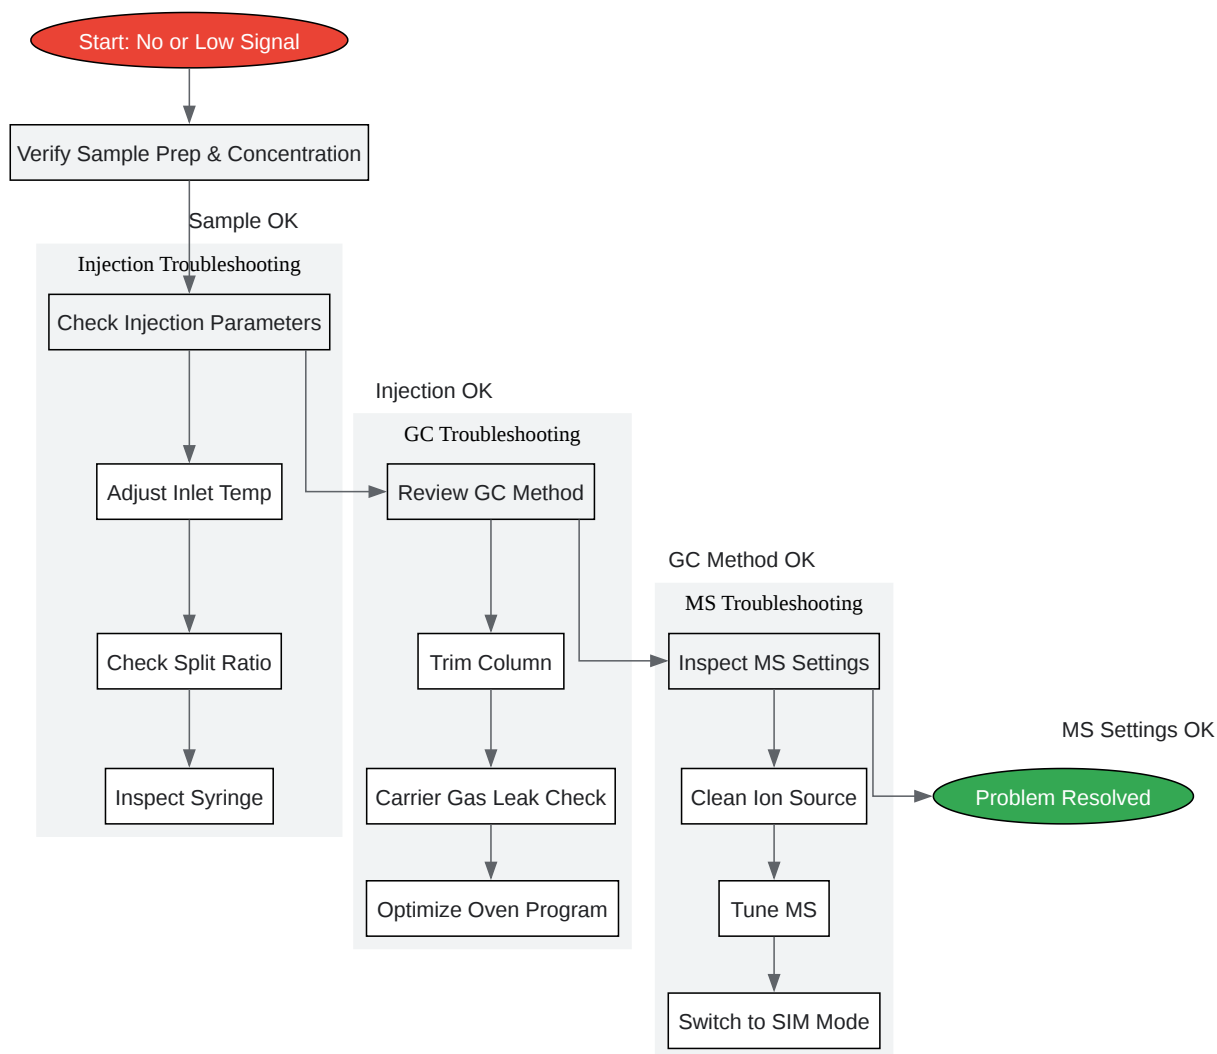 Start: No or Low Signal
Verify Sample Prep & Concentration
Sample OK
Injection Troubleshooting
Check Injection Parameters
Adjust Inlet Temp
Check Split Ratio
Inspect Syringe
Injection OK
GC Troubleshooting
Review GC Method
Trim Column
Carrier Gas Leak Check
Optimize Oven Program
GC Method OK
MS Troubleshooting
Inspect MS Settings
Clean Ion Source
Tune MS
Switch to SIM Mode
MS Settings OK
Problem Resolved